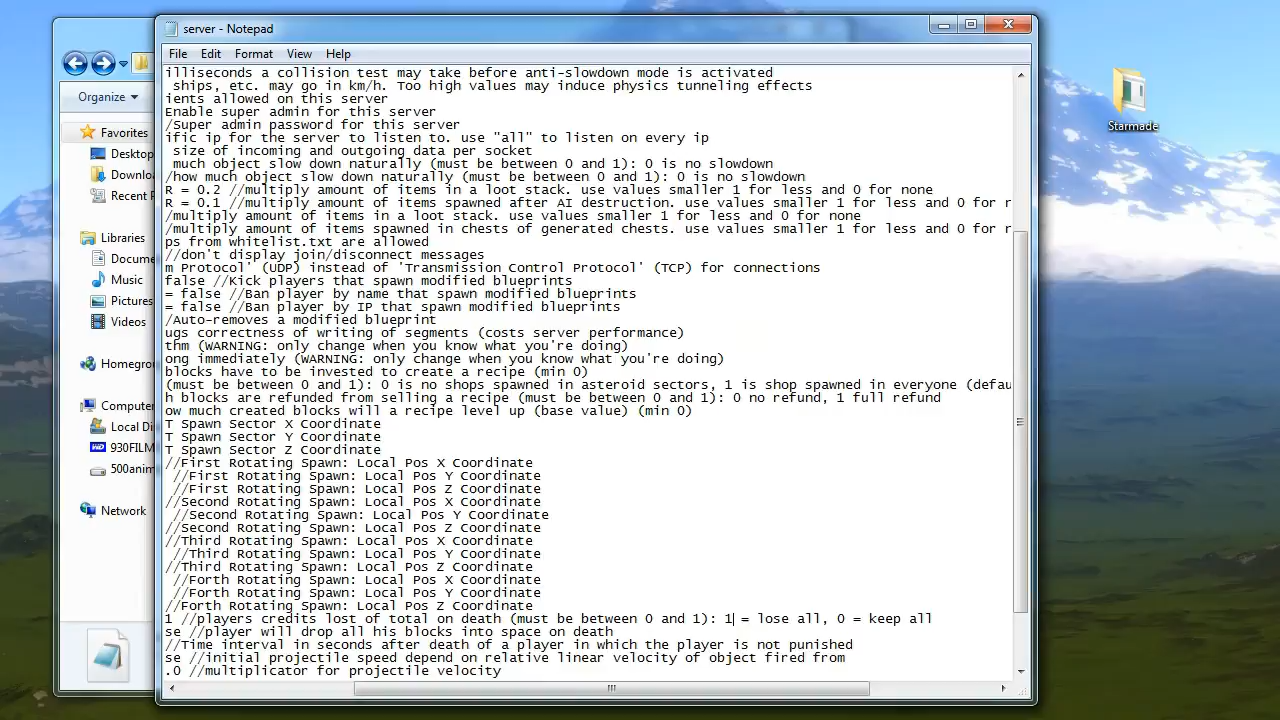 server - Notepad
File Edit Format View Help
illiseconds a collision test may take before anti-slowdown mode is activated
ships, etc. may go in km/h. Too high values may induce physics tunneling effects
ients allowed on this server
Enable super admin for this server
/Super admin password for this server
ific ip for the server to listen to. use "all" to listen on every ip
size of incoming and outgoing data per socket
much object slow down naturally (must be between 0 and 1): 0 is no slowdown
/how much object slow down naturally (must be between 0 and 1): 0 is no slowdown
R = 0.2 //multiply amount of items in a loot stack. use values smaller 1 for less and 0 for none
R = 0.1 //multiply amount of items spawned after AI destruction. use values smaller 1 for less and 0 for r
/multiply amount of items in a loot stack. use values smaller 1 for less and 0 for none
/multiply amount of items spawned in chests of generated chests. use values smaller 1 for less and 0 for r
ps from whitelist.txt are allowed
//don't display join/disconnect messages
m Protocol' (UDP) instead of 'Transmission Control Protocol' (TCP) for connections
false //Kick players that spawn modified blueprints
= false //Ban player by name that spawn modified blueprints
= false //Ban player by IP that spawn modified blueprints
/Auto-removes a modified blueprint
ugs correctness of writing of segments (costs server performance)
thm (WARNING: only change when you know what you're doing)
ong immediately (WARNING: only change when you know what you're doing)
blocks have to be invested to create a recipe (min 0)
(must be between 0 and 1): 0 is no shops spawned in asteroid sectors, 1 is shop spawned in everyone (defau
h blocks are refunded from selling a recipe (must be between 0 and 1): 0 no refund, 1 full refund
ow much created blocks will a recipe level up (base value) (min 0)
T Spawn Sector X Coordinate
T Spawn Sector Y Coordinate
T Spawn Sector Z Coordinate
//First Rotating Spawn: Local Pos X Coordinate
//First Rotating Spawn: Local Pos Y Coordinate
//First Rotating Spawn: Local Pos Z Coordinate
//Second Rotating Spawn: Local Pos X Coordinate
//Second Rotating Spawn: Local Pos Y Coordinate
//Second Rotating Spawn: Local Pos Z Coordinate
//Third Rotating Spawn: Local Pos X Coordinate
//Third Rotating Spawn: Local Pos Y Coordinate
//Third Rotating Spawn: Local Pos Z Coordinate
//Forth Rotating Spawn: Local Pos X Coordinate
//Forth Rotating Spawn: Local Pos Y Coordinate
//Forth Rotating Spawn: Local Pos Z Coordinate
1 //players credits lost of total on death (must be between 0 and 1): 1 = lose all, 0 = keep all
se //player will drop all his blocks into space on death
//Time interval in seconds after death of a player in which the player is not punished
se //initial projectile speed depend on relative linear velocity of object fired from
.0 //multiplicator for projectile velocity
Organize
Favorites
Desktop
Downlo
Recent P
Libraries
Docume
Music
Pictures
Videos
Homegro
Computer
Local Di
930FILM
500anim
Network
Starmade